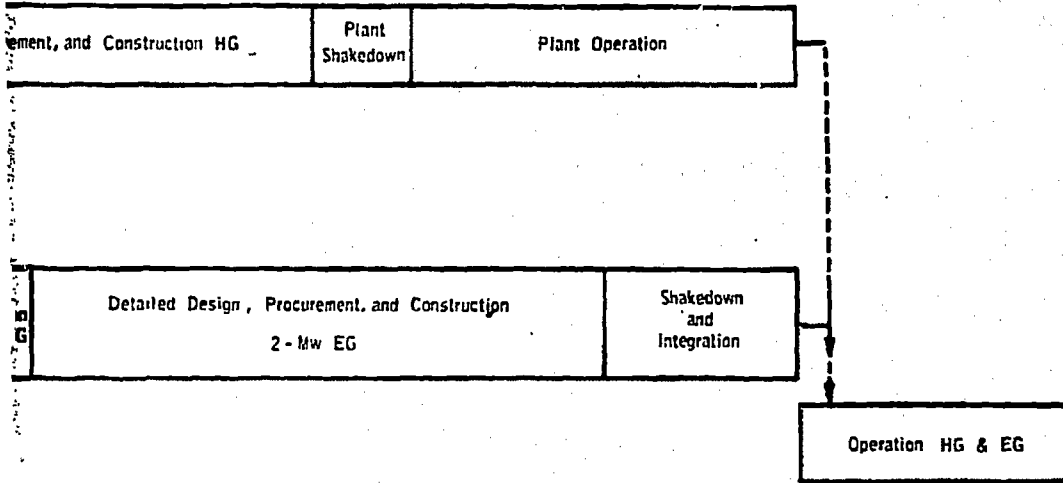 ement, and Construction HG
Plant
Shakedown
Plant Operation
G
Detailed Design, Procurement, and Construction
2-Mw EG
Shakedown
and
Integration
Operation HG & EG